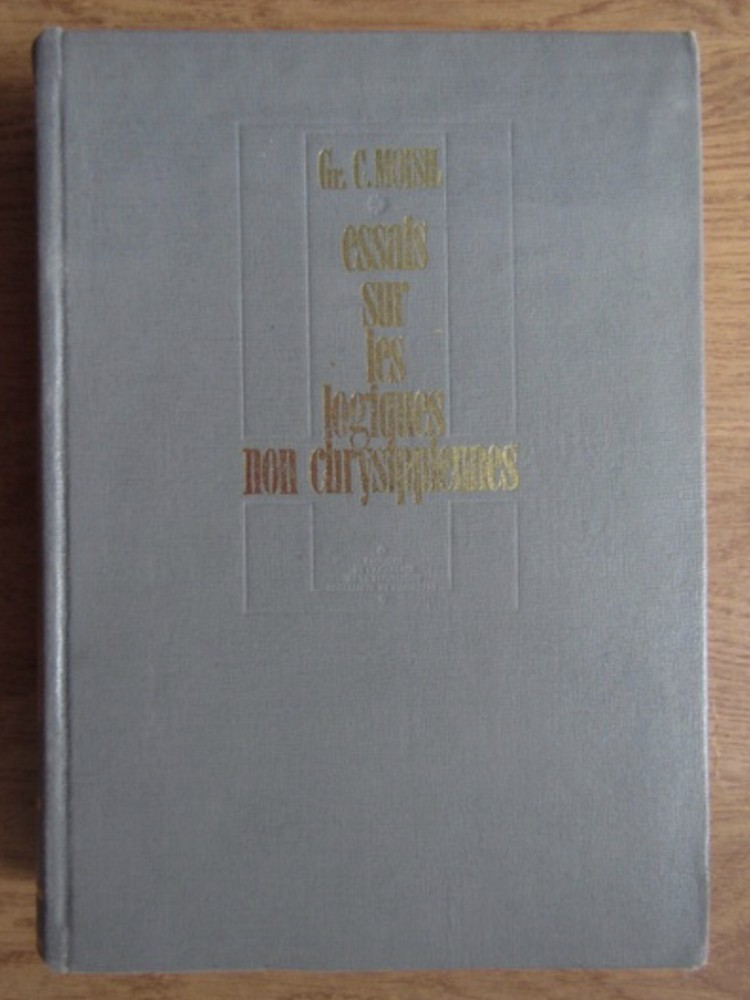 Gr. C. MOISIL
essais
sur
les
logiques
non chrysippiennes